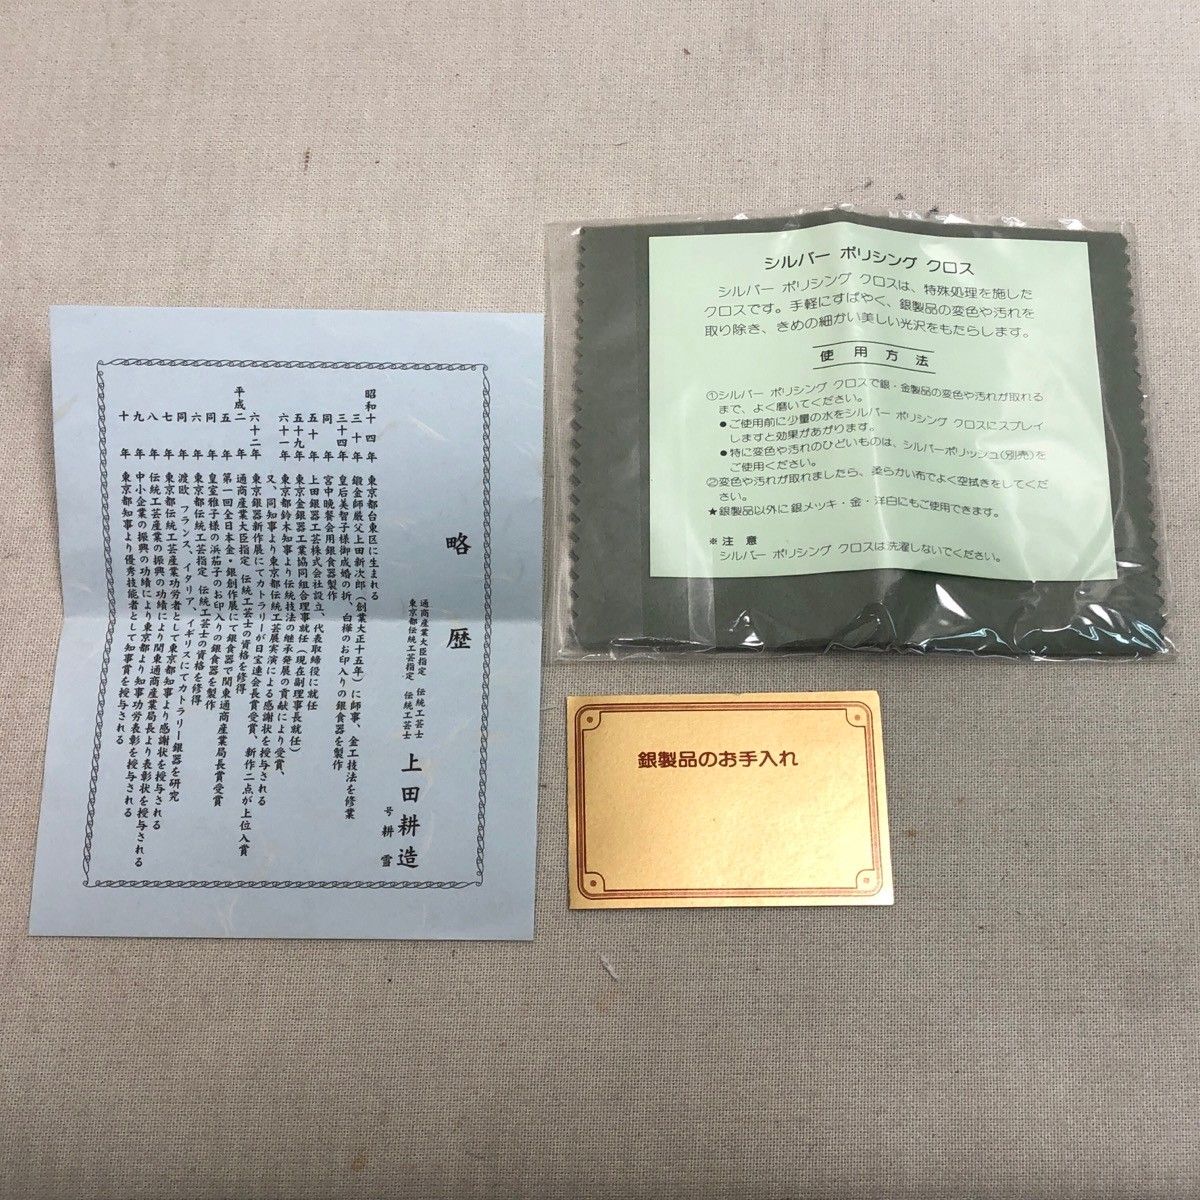 略歴
通商産業大臣指定 伝統工芸士
東京都伝統工芸指定 伝統工芸士
上田耕造
号 耕雪
昭和十四年 東京都台東区に生まれる
三十年 鍛金師厳父上田新次郎(創業大正十五年)に師事、金工技法を修業
三十四年 皇后美智子様御成婚の折、白樺のお印入りの銀食器を製作
同年 宮中晩餐会用銀食器製作
五十年 上田銀器工芸株式会社設立、代表取締役に就任
五十九年 東京金銀器工業協同組合理事就任(現在副理事長就任)
六十一年 東京都鈴木知事より伝統技法の継承発展の貢献により受賞、
又、同知事より東京都伝統工芸展実演による感謝状を授与される
六十二年 東京銀器新作展にてカトラリーが日宝連会長賞受賞、新作二点が上位入賞
平成二年 通商産業大臣指定 伝統工芸士の資格を修得
五年 第一回全日本金・銀創作展にて銀食器で関東通商産業局長賞受賞
同年 皇室雅子様の浜茄子のお印入りの銀食器を製作
六年 東京都伝統工芸指定 伝統工芸士の資格を修得
同年 渡欧 フランス、イタリア、イギリスにてカトラリー銀器を研究
七年 東京都伝統工芸産業功労者として東京都知事より感謝状を授与される
八年 伝統工芸産業の振興の功績により関東通商産業局長より表彰状を授与される
九年 中小企業の振興の功績により東京都より知事功労表彰を授与される
十年 東京都知事より優秀技能者として知事賞を授与される
シルバー ポリシング クロス
シルバー ポリシング クロスは、特殊処理を施した
クロスです。手軽にすばやく、銀製品の変色や汚れを
取り除き、きめの細かい美しい光沢をもたらします。
使用方法
①シルバー ポリシング クロスで銀・金製品の変色や汚れが取れる
まで、よく磨いてください。
●ご使用前に少量の水をシルバー ポリシング クロスにスプレイ
しますと効果があがります。
●特に変色や汚れのひどいものは、シルバーポリッシュ(別売)を
ご使用ください。
②変色や汚れが取れましたら、柔らかい布でよく空拭きをしてくだ
さい。
★銀製品以外に銀メッキ・金・洋白にもご使用できます。
※注 意
シルバー ポリシング クロスは洗濯しないでください。
銀製品のお手入れ